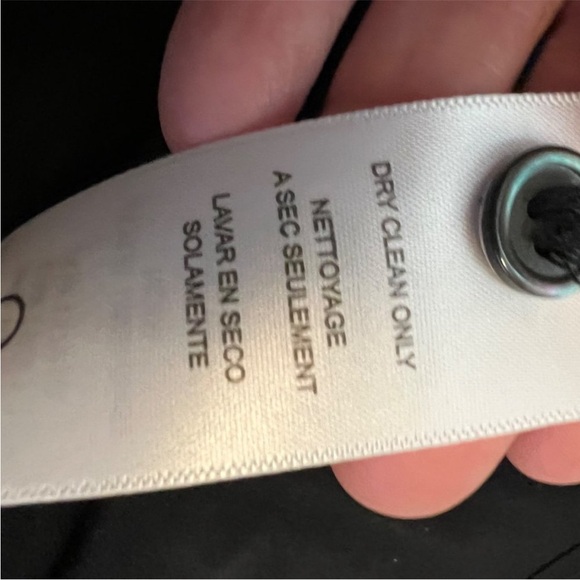 DRY CLEAN ONLY
NETTOYAGE
A SEC SEULEMENT
LAVAR EN SECO
SOLAMENTE